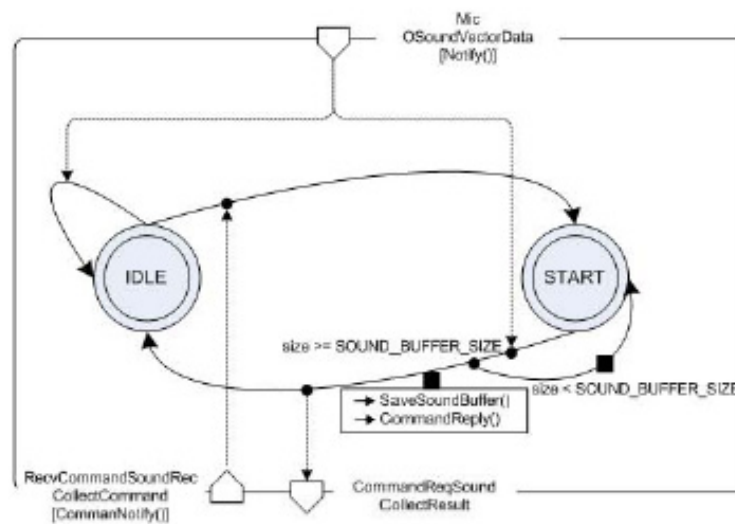 Mic
OSoundVectorData
[Notify()]
IDLE
START
size >= SOUND_BUFFER_SIZE
size < SOUND_BUFFER_SIZE
SaveSoundBuffer()
CommandReply()
RecvCommandSoundRec
CollectCommand
[CommanNotify()]
CommandReqSound
CollectResult